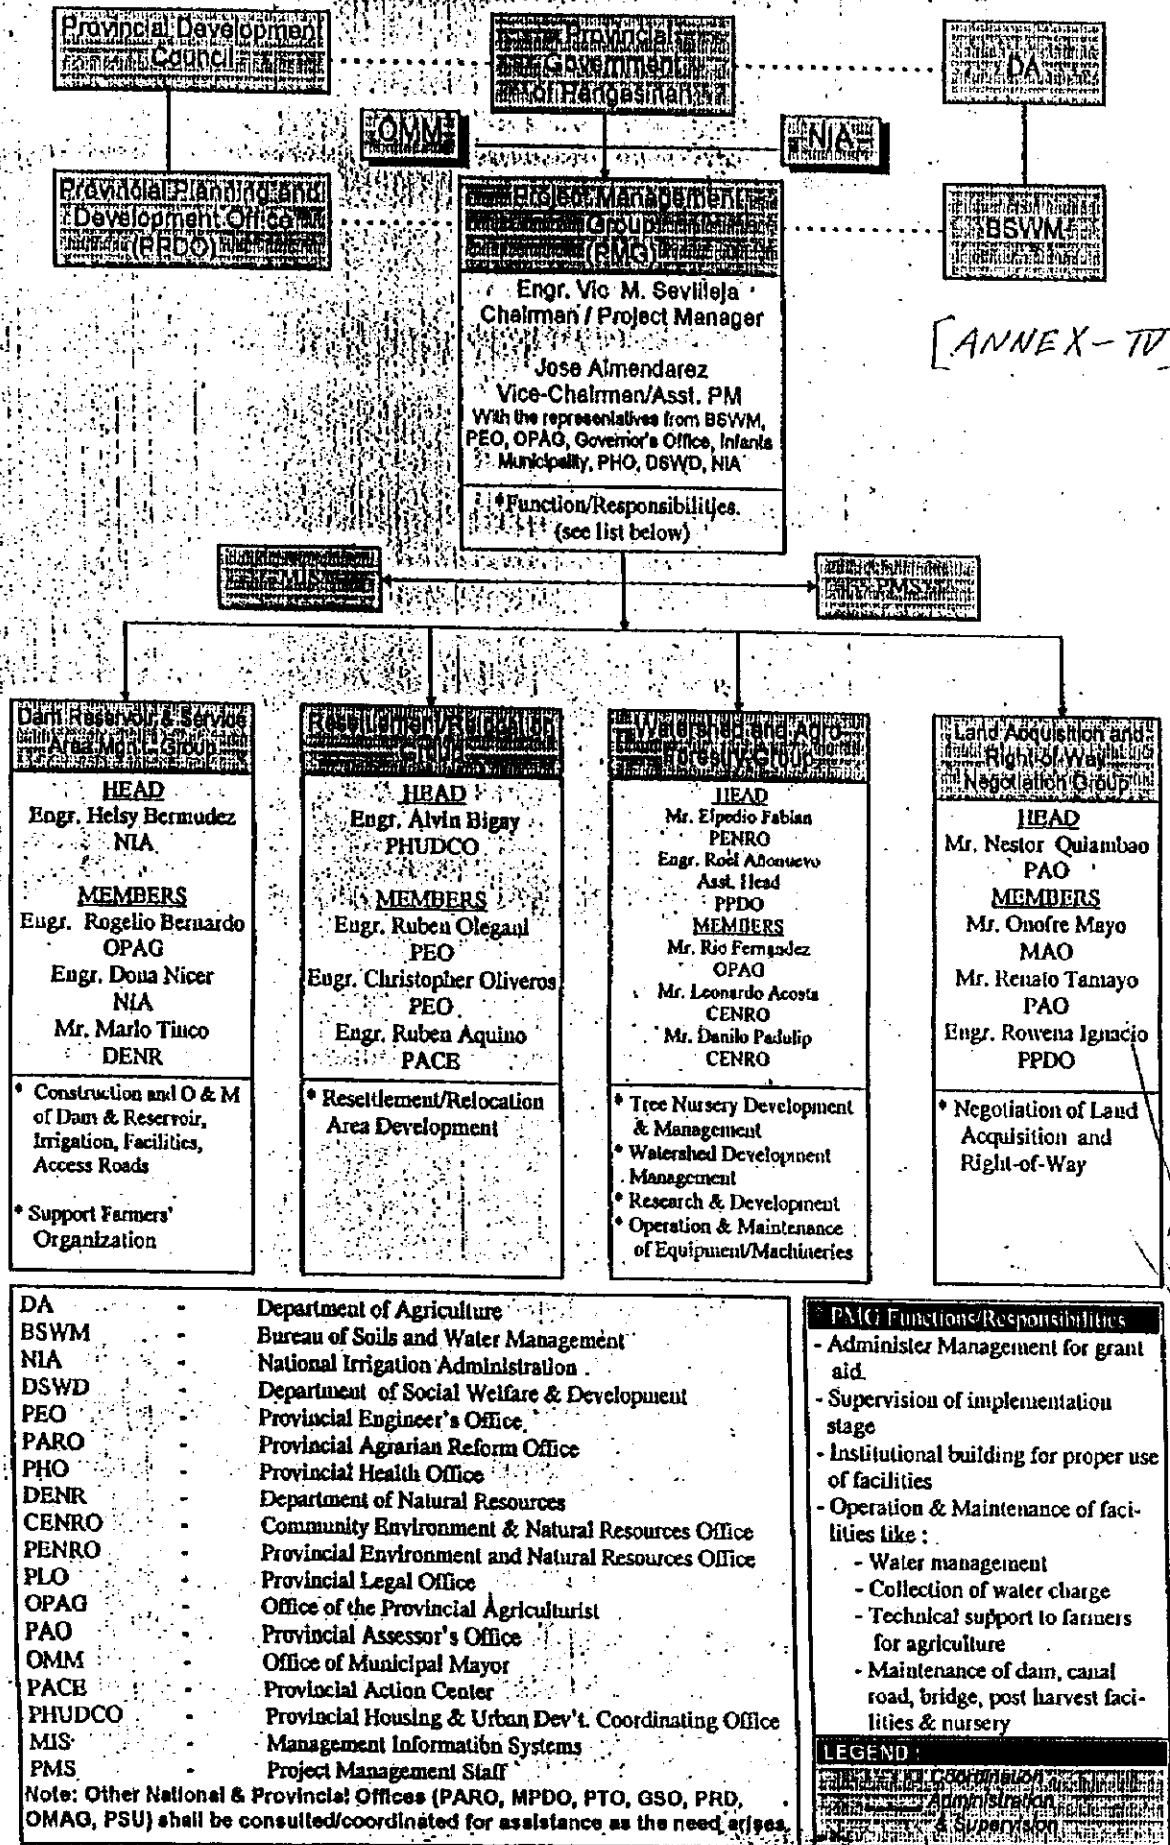 Provincial Development
Council
Provincial
Government
of Pangasinan
DA
OMM
NIA
Provincial Planning and
Development Office
(PPDO)
Project Management
Group
(PMG)
BSWM
Engr. Vic M. Sevilleja
Chairman / Project Manager
Jose Almendarez
Vice-Chairman/Asst. PM
With the representatives from BSWM,
PEO, OPAG, Governor's Office, Infanta
Municipality, PHO, DSWD, NIA
*Function/Responsibilities.
(see list below)
[ANNEX-IV
MIS
PMS
Dam Reservoir & Service
Area Mgn't. Group
HEAD
Engr. Helsy Bermudez
NIA
MEMBERS
Engr. Rogelio Bernardo
OPAG
Engr. Dona Nicer
NIA
Mr. Marlo Tinco
DENR
* Construction and O & M
of Dam & Reservoir,
Irrigation, Facilities,
Access Roads
* Support Farmers'
Organization
Resettlement/Relocation
Group
HEAD
Engr. Alvin Bigay
PHUDCO
MEMBERS
Engr. Ruben Olegani
PEO
Engr. Christopher Oliveros
PEO
Engr. Ruben Aquino
PACE
* Resettlement/Relocation
Area Development
Watershed and Agro-
Forestry Group
HEAD
Mr. Elpedio Fabian
PENRO
Engr. Roel Añonuevo
Asst. Head
PPDO
MEMBERS
Mr. Rio Fernandez
OPAG
Mr. Leonardo Acosta
CENRO
Mr. Danilo Padulip
CENRO
* Tree Nursery Development
& Management
* Watershed Development
Management
* Research & Development
* Operation & Maintenance
of Equipment/Machineries
Land Acquisition and
Right-of-Way
Negotiation Group
HEAD
Mr. Nestor Quiambao
PAO
MEMBERS
Mr. Onofre Mayo
MAO
Mr. Renato Tamayo
PAO
Engr. Rowena Ignacio
PPDO
* Negotiation of Land
Acquisition and
Right-of-Way
DA - Department of Agriculture
BSWM - Bureau of Soils and Water Management
NIA - National Irrigation Administration
DSWD - Department of Social Welfare & Development
PEO - Provincial Engineer's Office
PARO - Provincial Agrarian Reform Office
PHO - Provincial Health Office
DENR - Department of Natural Resources
CENRO - Community Environment & Natural Resources Office
PENRO - Provincial Environment and Natural Resources Office
PLO - Provincial Legal Office
OPAG - Office of the Provincial Agriculturist
PAO - Provincial Assessor's Office
OMM - Office of Municipal Mayor
PACE - Provincial Action Center
PHUDCO - Provincial Housing & Urban Dev't. Coordinating Office
MIS - Management Information Systems
PMS - Project Management Staff
Note: Other National & Provincial Offices (PARO, MPDO, PTO, GSO, PRD,
OMAG, PSU) shall be consulted/coordinated for assistance as the need arises.
PMG Functions/Responsibilities
- Administer Management for grant
aid.
- Supervision of implementation
stage
- Institutional building for proper use
of facilities
- Operation & Maintenance of faci-
lities like :
- Water management
- Collection of water charge
- Technical support to farmers
for agriculture
- Maintenance of dam, canal
road, bridge, post harvest faci-
lities & nursery
LEGEND :
Coordination
Administration
& Supervision